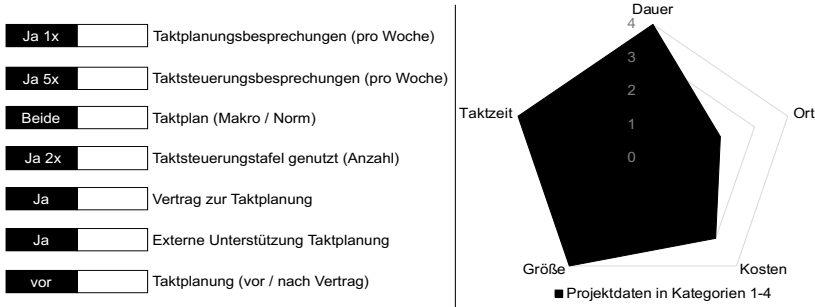 Ja 1x Taktplanungsbesprechungen (pro Woche)
Ja 5x Taktsteuerungsbesprechungen (pro Woche)
Beide Taktplan (Makro / Norm)
Ja 2x Taktsteuerungstafel genutzt (Anzahl)
Ja Vertrag zur Taktplanung
Ja Externe Unterstützung Taktplanung
vor Taktplanung (vor / nach Vertrag)
Dauer
4
3
2
1
0
Taktzeit
Ort
Größe
Kosten
Projektdaten in Kategorien 1-4